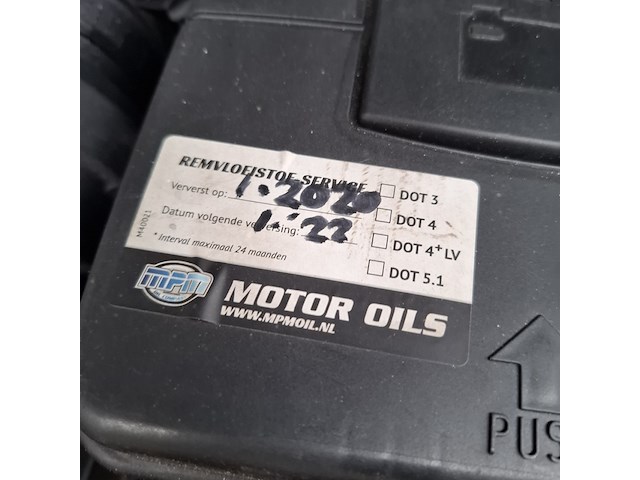 REMVLOEISTOF SERVICE
Ververst op: 1.2020
Datum volgende verversing: 1.'22
* Interval maximaal 24 maanden
DOT 3
DOT 4
DOT 4+ LV
DOT 5.1
M40021
MPM
MOTOR OILS
WWW.MPMOIL.NL
PUS